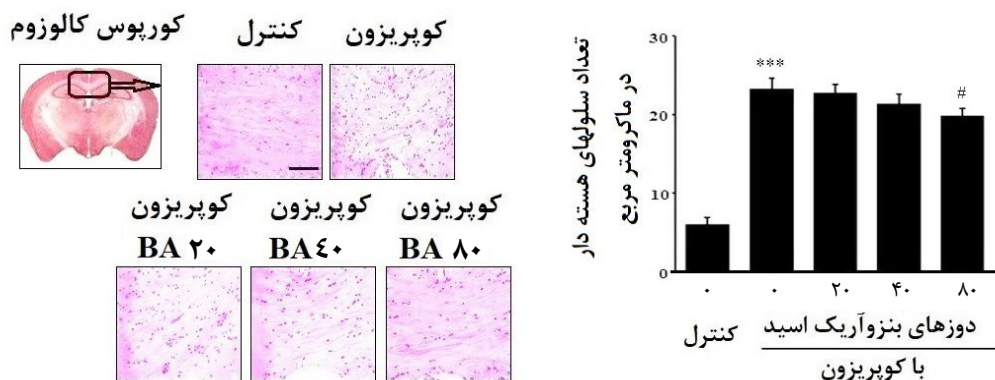 کورپوس کالوزوم
کنترل
کوپریزون
کوپریزون
BA ۲۰
کوپریزون
BA ٤۰
کوپریزون
BA ۸۰
تعداد سلولهای هسته دار
در ماکرومتر مربع
30
20
10
0
***
#
۰
۰
۲۰
۴۰
۸۰
کنترل
دوزهای بنزوآریک اسید
با کوپریزون